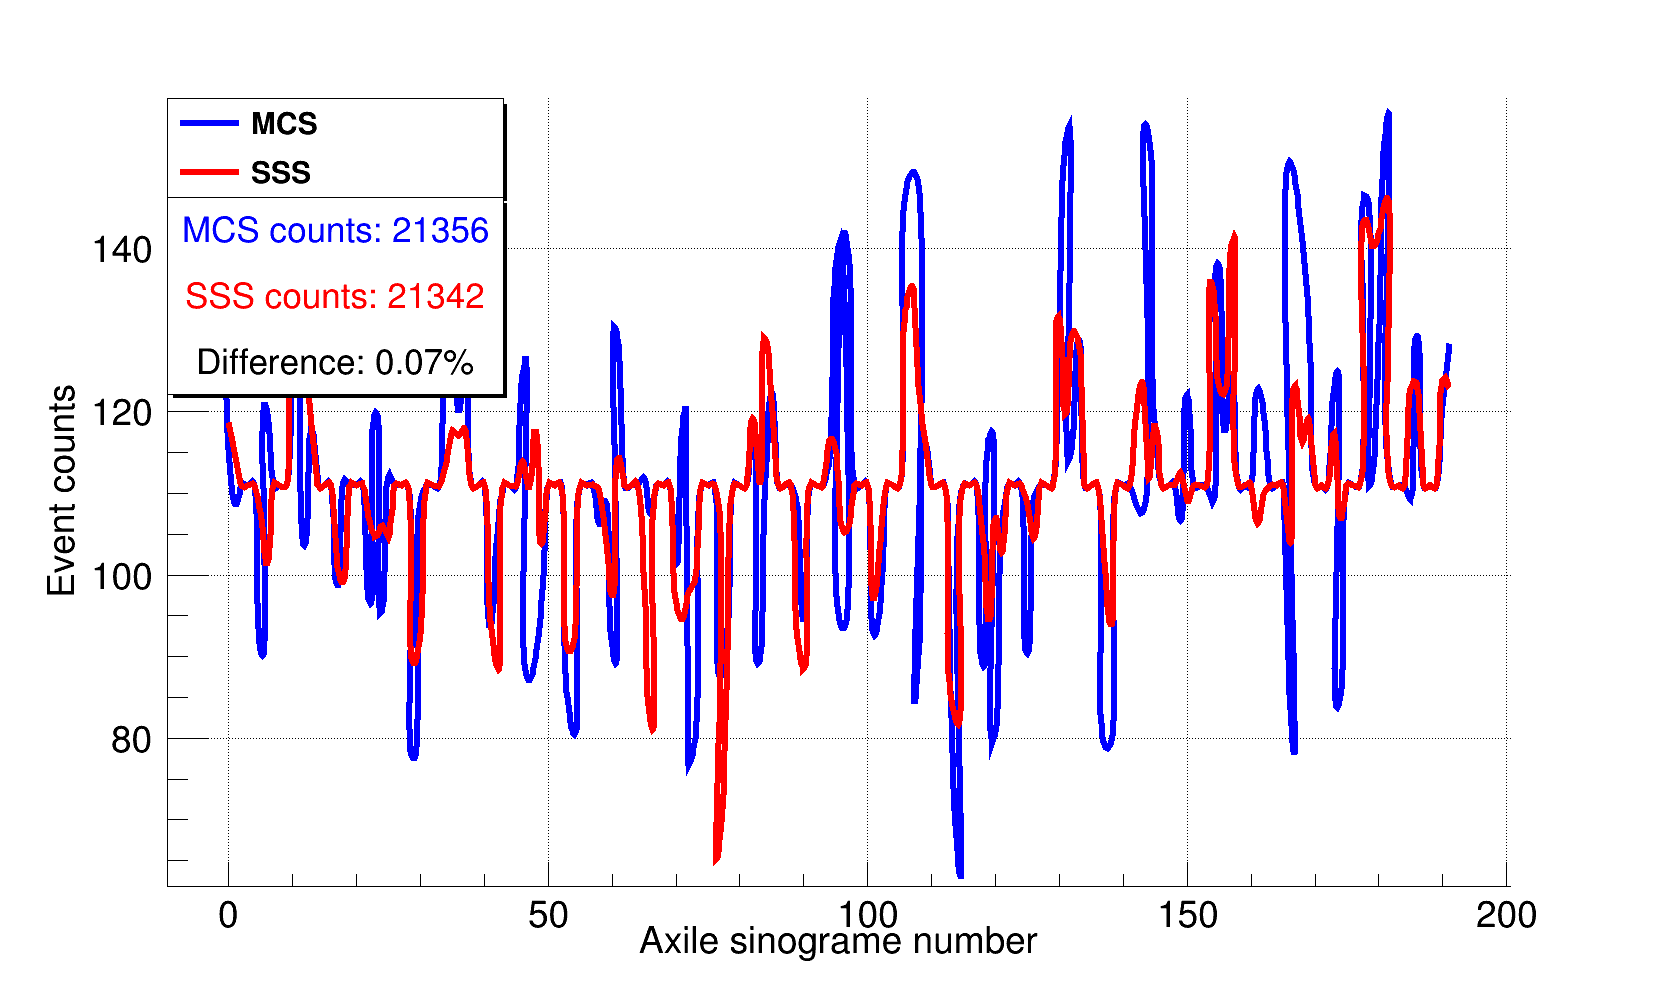 MCS
SSS
MCS counts: 21356
SSS counts: 21342
Difference: 0.07%
140
120
100
80
Event counts
0 50 100 150 200
Axile sinograme number